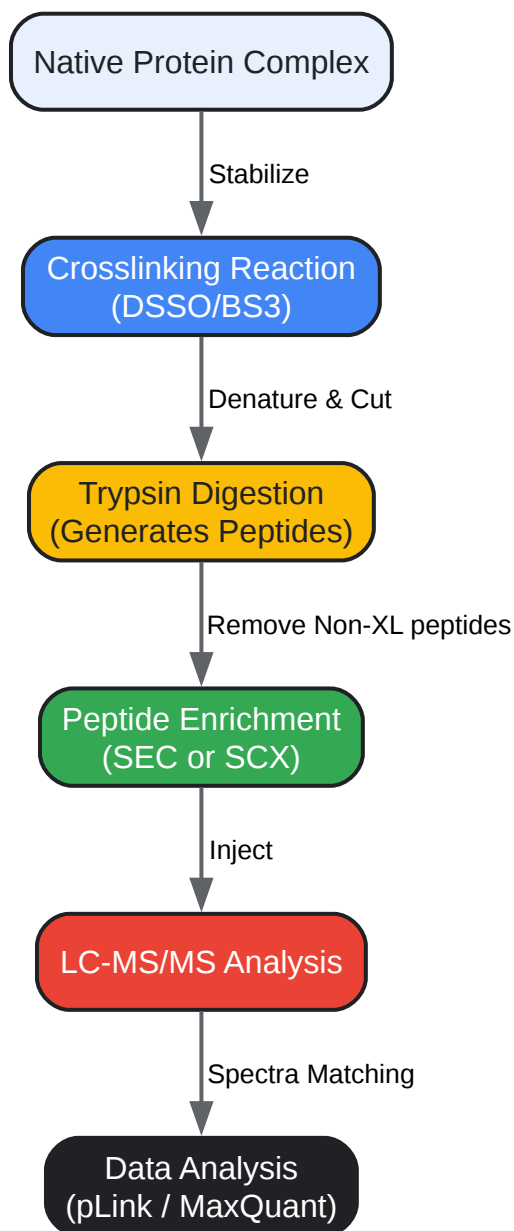 Native Protein Complex
Stabilize
Crosslinking Reaction
(DSSO/BS3)
Denature & Cut
Trypsin Digestion
(Generates Peptides)
Remove Non-XL peptides
Peptide Enrichment
(SEC or SCX)
Inject
LC-MS/MS Analysis
Spectra Matching
Data Analysis
(pLink / MaxQuant)